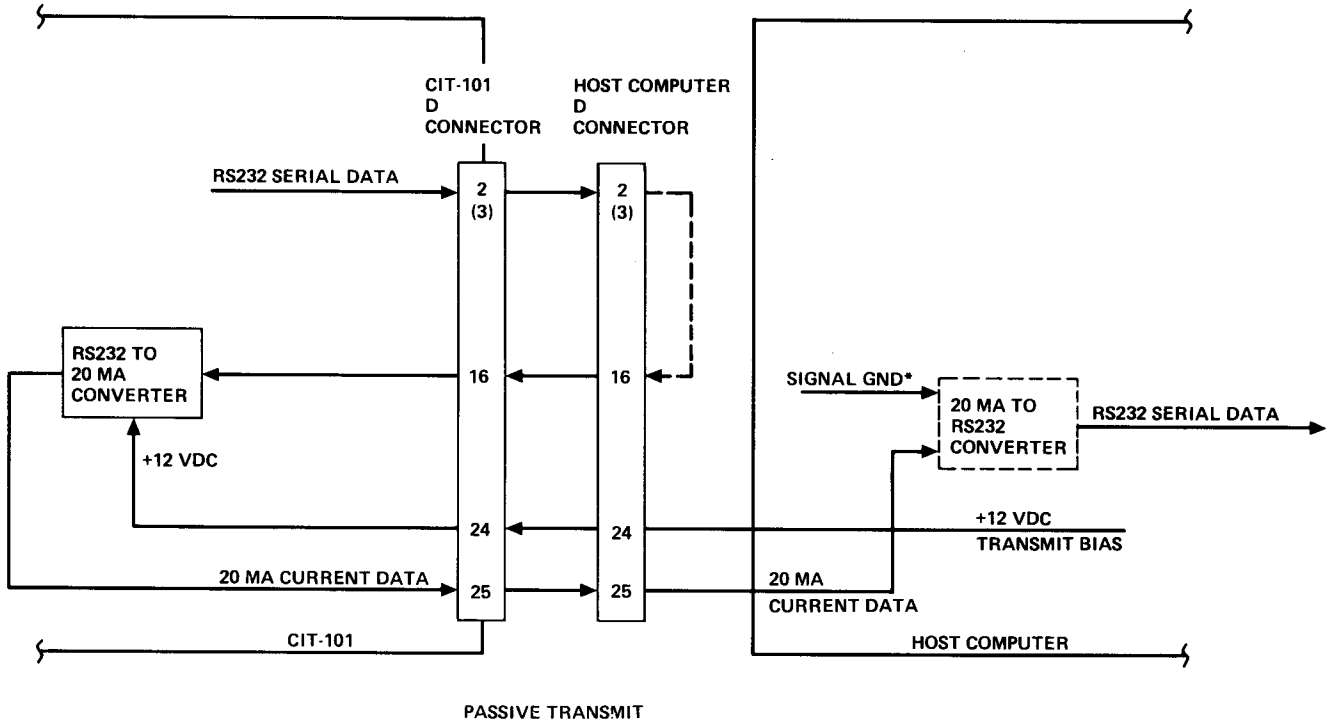 CIT-101
D
CONNECTOR
HOST COMPUTER
D
CONNECTOR
RS232 SERIAL DATA
2
(3)
2
(3)
RS232 TO
20 MA
CONVERTER
16
16
SIGNAL GND*
20 MA TO
RS232
CONVERTER
RS232 SERIAL DATA
+12 VDC
24
24
+12 VDC
TRANSMIT BIAS
20 MA CURRENT DATA
25
25
20 MA
CURRENT DATA
CIT-101
HOST COMPUTER
PASSIVE TRANSMIT